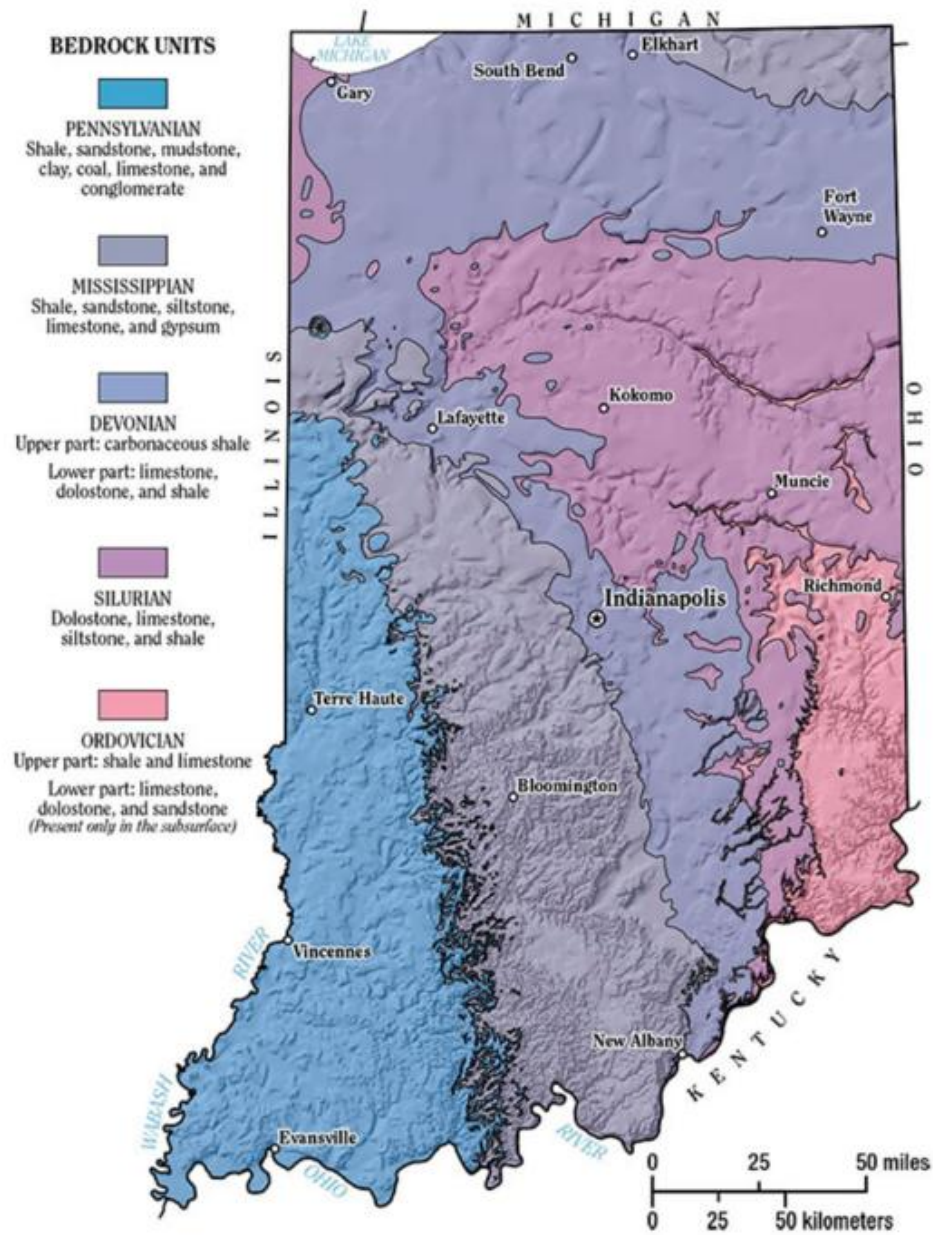 BEDROCK UNITS
PENNSYLVANIAN
Shale, sandstone, mudstone,
clay, coal, limestone, and
conglomerate
MISSISSIPPIAN
Shale, sandstone, siltstone,
limestone, and gypsum
DEVONIAN
Upper part: carbonaceous shale
Lower part: limestone,
dolostone, and shale
SILURIAN
Dolostone, limestone,
siltstone, and shale
ORDOVICIAN
Upper part: shale and limestone
Lower part: limestone,
dolostone, and sandstone
(Present only in the subsurface)
MICHIGAN
LAKE
MICHIGAN
Gary
South Bend
Elkhart
Fort
Wayne
ILLINOIS
OHIO
Kokomo
Lafayette
Muncie
Richmond
Indianapolis
Terre Haute
Bloomington
Vincennes
New Albany
Evansville
WABASH
RIVER
OHIO
RIVER
KENTUCKY
0 25 50 miles
0 25 50 kilometers